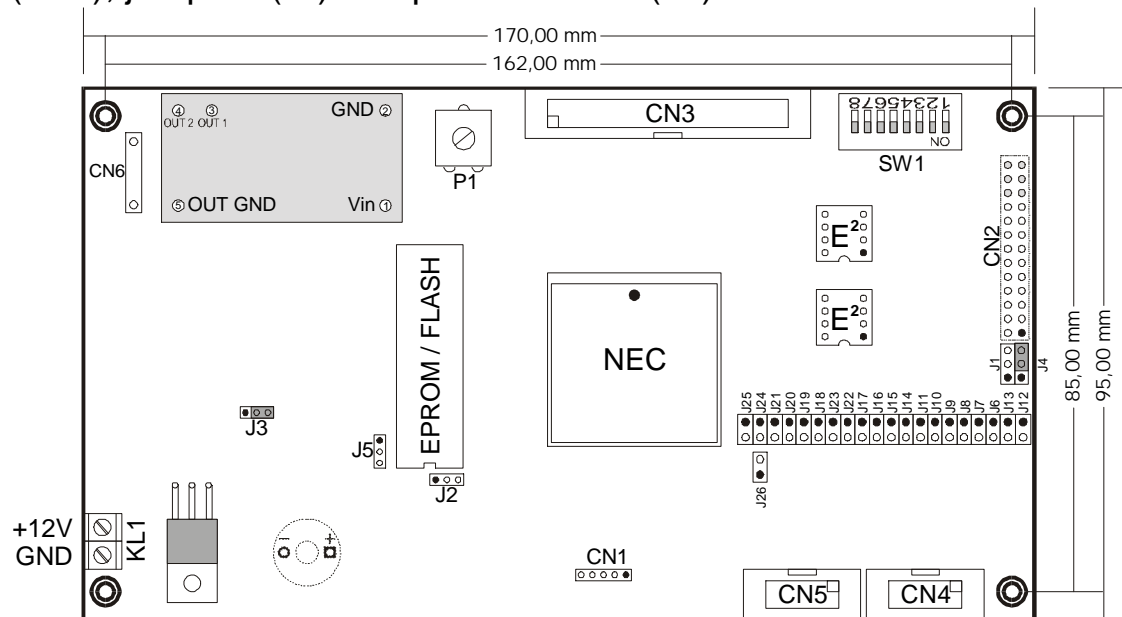 170,00 mm
162,00 mm
GND 2
4 3
OUT 2 OUT 1
CN6
5 OUT GND
Vin 1
P1
CN3
12345678
ON
SW1
E²
E²
CN2
J1
J4
85,00 mm
95,00 mm
EPROM / FLASH
NEC
J3
J5
J2
J25
J24
J21
J20
J19
J18
J23
J22
J17
J16
J15
J14
J11
J10
J9
J8
J7
J6
J13
J12
J26
+12V
GND
KL1
- +
CN1
CN5
CN4